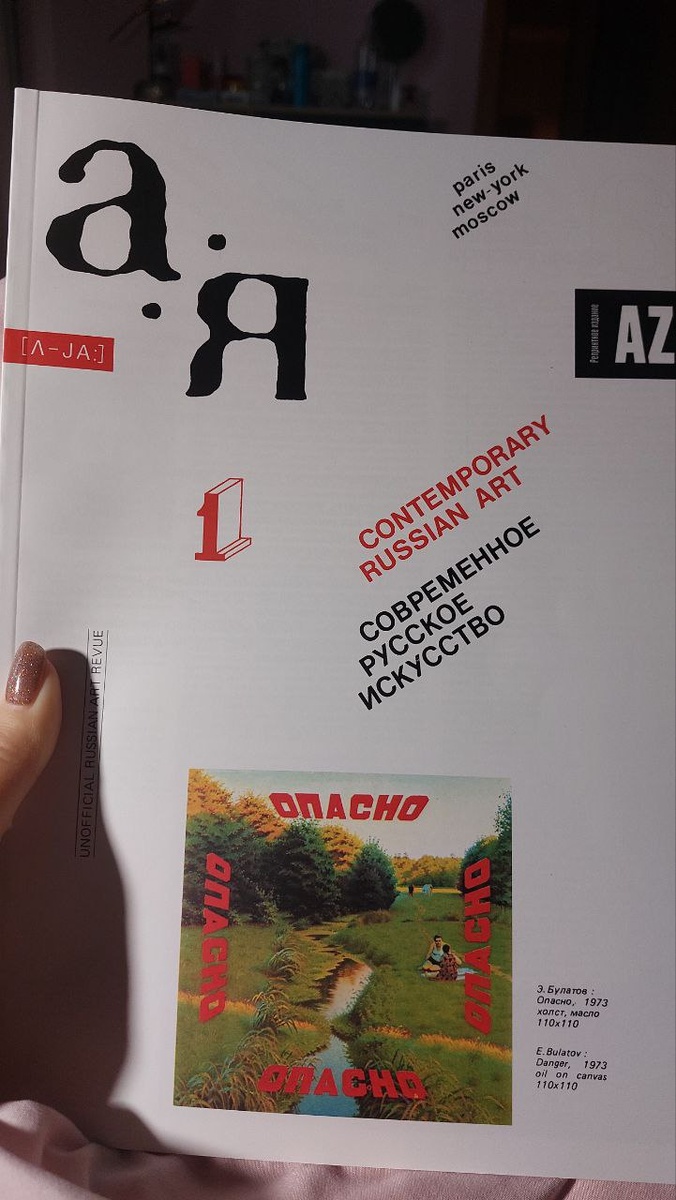 а·
·Я
paris
new-york
moscow
[Λ–JA:]
Репринтное издание
AZ
1
CONTEMPORARY
RUSSIAN ART
СОВРЕМЕННОЕ
РУССКОЕ
ИСКУССТВО
UNOFFICIAL RUSSIAN ART REVUE
ОПАСНО
ОПАСНО
ОПАСНО
ОПАСНО
Э. Булатов :
Опасно, 1973
холст, масло
110x110
E. Bulatov :
Danger, 1973
oil on canvas
110x110